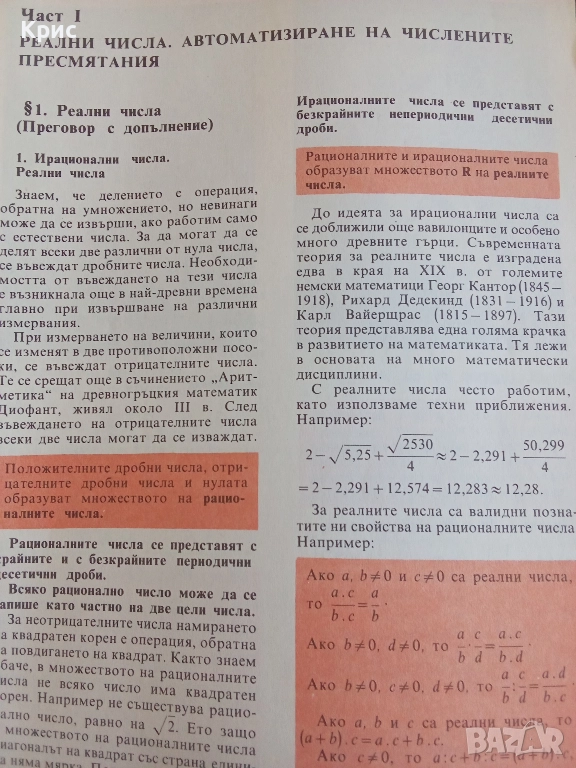 Част I
Крис
РЕАЛНИ ЧИСЛА. АВТОМАТИЗИРАНЕ НА ЧИСЛЕНИТЕ
ПРЕСМЯТАНИЯ
§1. Реални числа
(Преговор с допълнение)
1. Ирационални числа.
Реални числа
Знаем, че делението е операция,
обратна на умножението, но невинаги
може да се извърши, ако работим само
с естествени числа. За да могат да се
делят всеки две различни от нула числа,
се въвеждат дробните числа. Необходи-
мостта от въвеждането на тези числа
е възникнала още в най-древни времена
главно при извършване на различни
измервания.
При измерването на величини, които
се изменят в две противоположни посо-
ки, се въвеждат отрицателните числа.
Те се срещат още в съчинението „Арит-
метика“ на древногръцкия математик
Диофант, живял около III в. След
въвеждането на отрицателните числа
всеки две числа могат да се изваждат.
Положителните дробни числа, отри-
цателните дробни числа и нулата
образуват множеството на рацио-
налните числа.
Рационалните числа се представят с
крайните и с безкрайните периодични
десетични дроби.
Всяко рационално число може да се
запише като частно на две цели числа.
За неотрицателните числа намирането
на квадратен корен е операция, обратна
на повдигането на квадрат. Както знаем
обаче, в множеството на рационалните
числа не всяко число има квадратен
корен. Например не съществува рацио-
нално число, равно на √2. Ето защо
в множеството на рационалните числа
диагоналът на квадрат със страна едини-
ца няма мярка.
Ирационалните числа се представят с
безкрайните непериодични десетични
дроби.
Рационалните и ирационалните числа
образуват множеството R на реалните
числа.
До идеята за ирационални числа са
се доближили още вавилонците и особено
много древните гърци. Съвременната
теория за реалните числа е изградена
едва в края на XIX в. от големите
немски математици Георг Кантор (1845—
1918), Рихард Дедекинд (1831—1916) и
Карл Вайерщрас (1815—1897). Тази
теория представлява една голяма крачка
в развитието на математиката. Тя лежи
в основата на много математически
дисциплини.
С реалните числа често работим,
като използваме техни приближения.
Например:
2−√5,25 + √2530/4 ≈ 2−2,291 + 50,299/4
=2−2,291+12,574=12,283≈12,28.
За реалните числа са валидни позна-
тите ни свойства на рационалните числа
Например:
Ако a, b≠0 и c≠0 са реални числа,
то a.c/b.c = a/b.
Ако b≠0, d≠0, то a/b · c/d = a.c/b.d.
Ако b≠0, c≠0, d≠0, то a/b : c/d = a.d/b.c
Ако a, b и c са реални числа, то
(a+b).c=a.c+b.c.
Ако c≠0, то a:c+b:c=(a+b):c
bazar